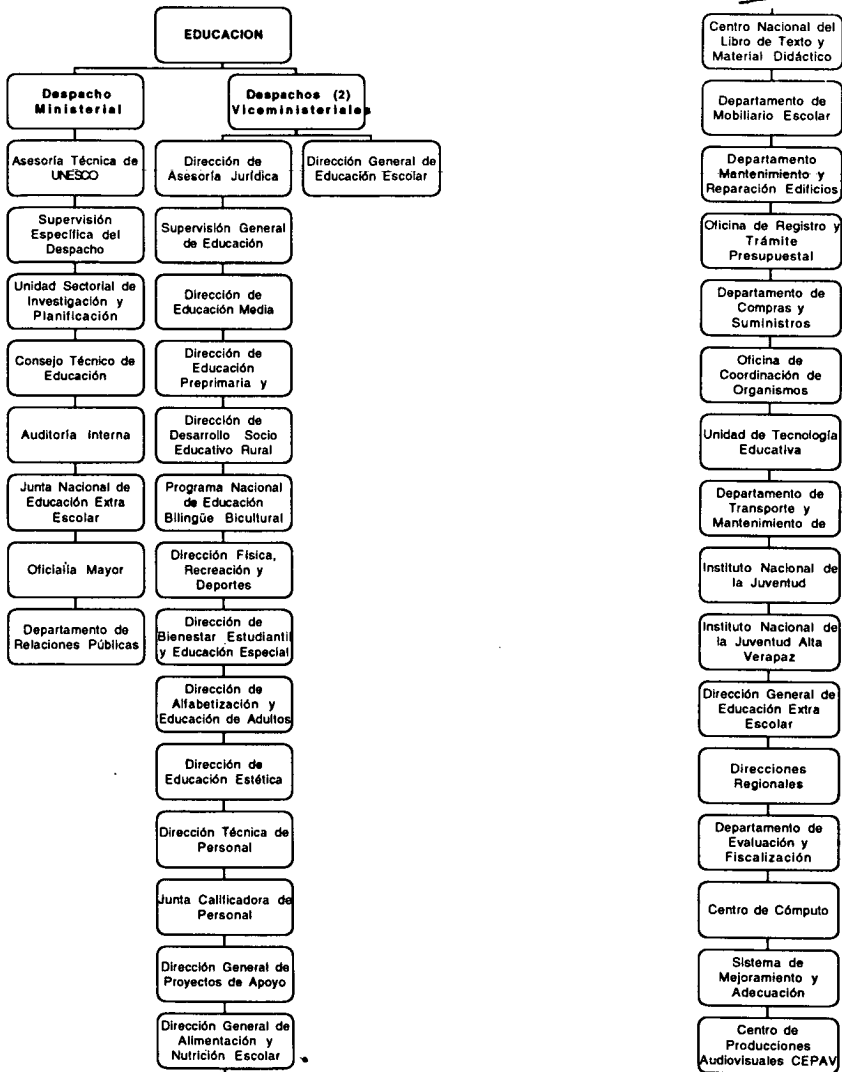 EDUCACION
Despacho
Ministerial
Despachos (2)
Viceministeriales
Asesoría Técnica de
UNESCO
Supervisión
Específica del
Despacho
Unidad Sectorial de
Investigación y
Planificación
Consejo Técnico de
Educación
Auditoría Interna
Junta Nacional de
Educación Extra
Escolar
Oficialía Mayor
Departamento de
Relaciones Públicas
Dirección de
Asesoría Jurídica
Supervisión General
de Educación
Dirección de
Educación Media
Dirección de
Educación
Preprimaria y
Dirección de
Desarrollo Socio
Educativo Rural
Programa Nacional
de Educación
Bilingüe Bicultural
Dirección Física,
Recreación y
Deportes
Dirección de
Bienestar Estudiantil
y Educación Especial
Dirección de
Alfabetización y
Educación de Adultos
Dirección de
Educación Estética
Dirección Técnica de
Personal
Junta Calificadora de
Personal
Dirección General de
Proyectos de Apoyo
Dirección General de
Alimentación y
Nutrición Escolar
Dirección General de
Educación Escolar
Centro Nacional del
Libro de Texto y
Material Didáctico
Departamento de
Mobiliario Escolar
Departamento
Mantenimiento y
Reparación Edificios
Oficina de Registro y
Trámite
Presupuestal
Departamento de
Compras y
Suministros
Oficina de
Coordinación de
Organismos
Unidad de Tecnología
Educativa
Departamento de
Transporte y
Mantenimiento de
Instituto Nacional de
la Juventud
Instituto Nacional de
la Juventud Alta
Verapaz
Dirección General de
Educación Extra
Escolar
Direcciones
Regionales
Departamento de
Evaluación y
Fiscalización
Centro de Cómputo
Sistema de
Mejoramiento y
Adecuación
Centro de
Producciones
Audiovisuales CEPAV